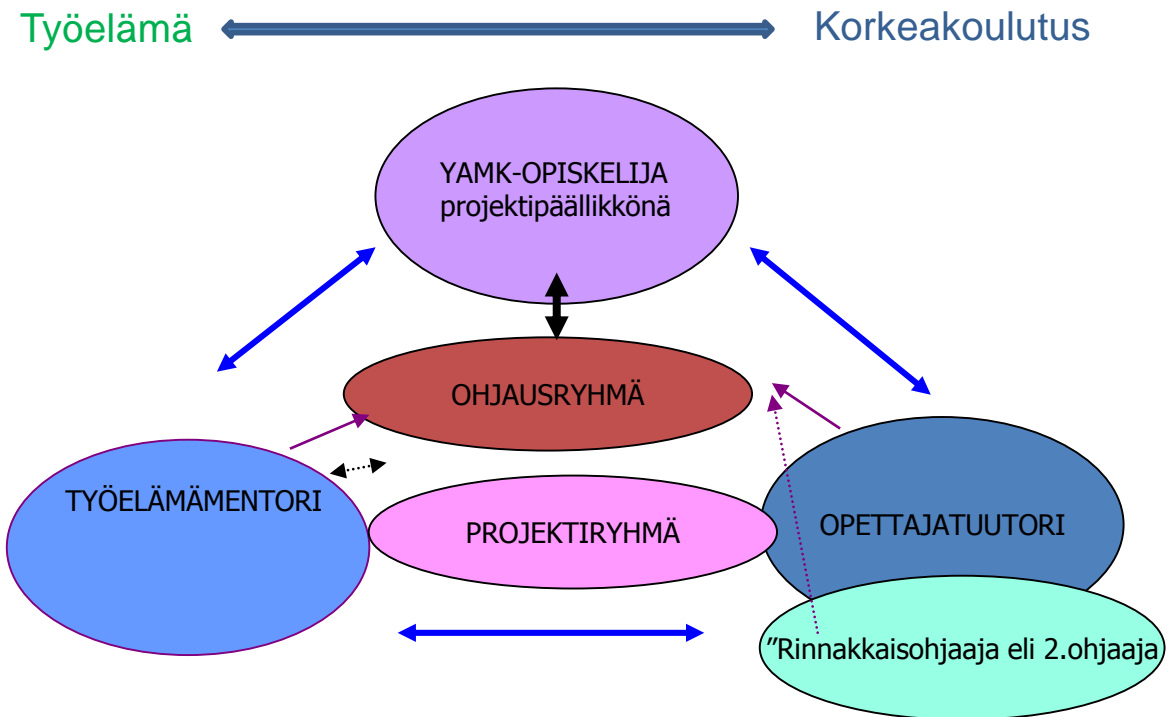 Työelämä
Korkeakoulutus
YAMK-OPISKELIJA
projektipäällikkönä
OHJAUSRYHMÄ
TYÖELÄMÄMENTORI
PROJEKTIRYHMÄ
OPETTAJATUUTORI
”Rinnakkaisohjaaja eli 2.ohjaaja